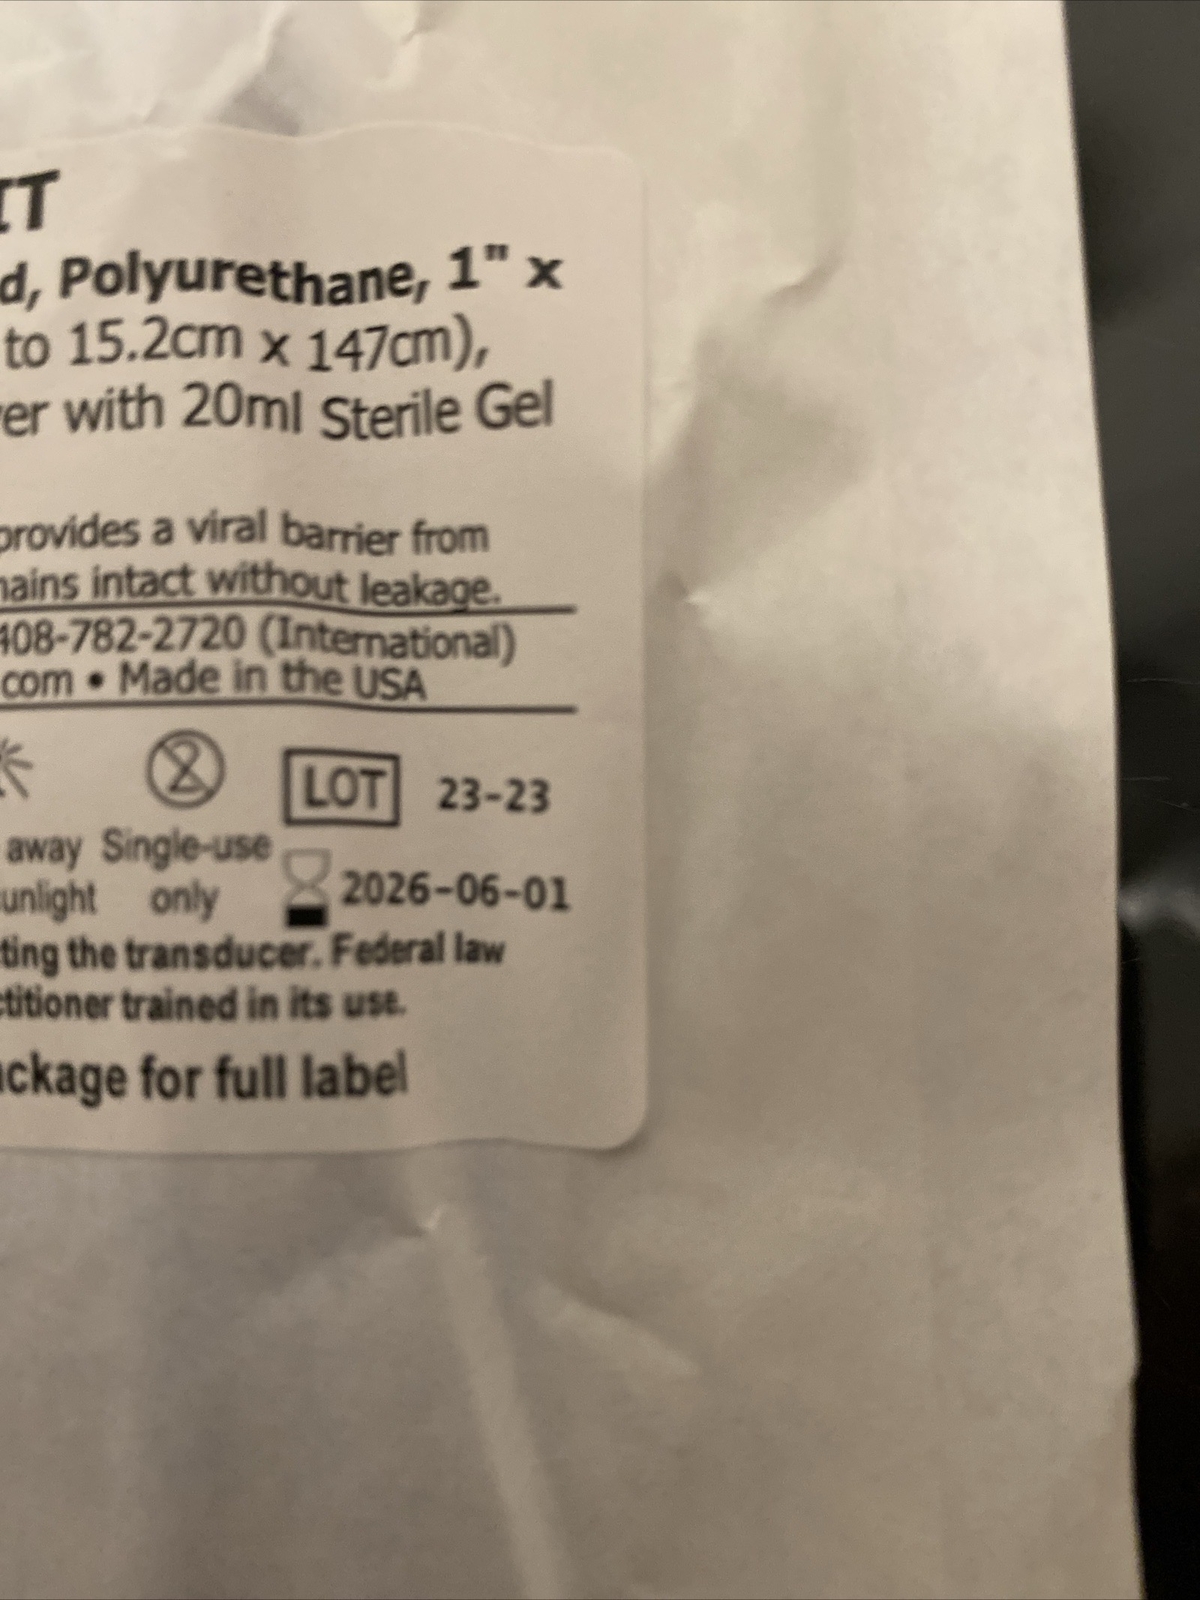 IT
d, Polyurethane, 1" x
to 15.2cm x 147cm),
er with 20ml Sterile Gel
provides a viral barrier from
ains intact without leakage.
408-782-2720 (International)
com • Made in the USA
LOT 23-23
away Single-use
unlight only 2026-06-01
ting the transducer. Federal law
titioner trained in its use.
ckage for full label